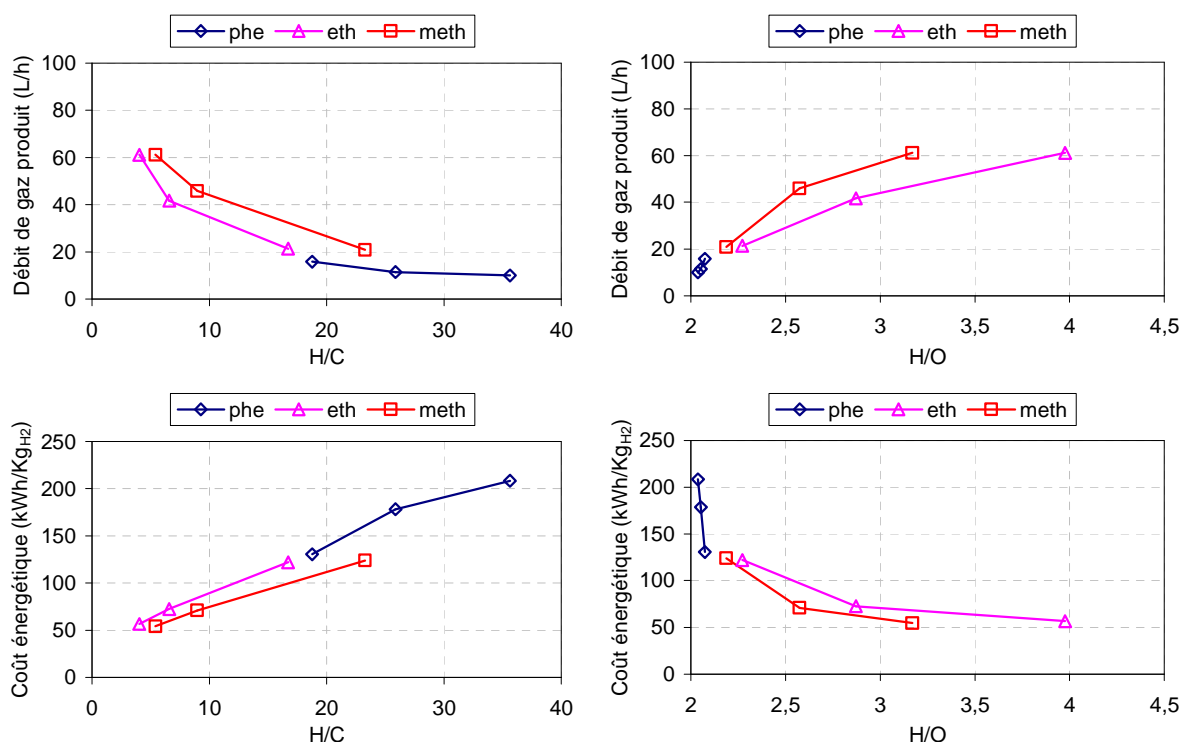 phe eth meth
Débit de gaz produit (L/h)
100
80
60
40
20
0
0 10 20 30 40
H/C
phe eth meth
Débit de gaz produit (L/h)
100
80
60
40
20
0
2 2,5 3 3,5 4 4,5
H/O
phe eth meth
Coût énergétique (kWh/Kg_H2)
250
200
150
100
50
0
0 10 20 30 40
H/C
phe eth meth
Coût énergétique (kWh/Kg_H2)
250
200
150
100
50
0
2 2,5 3 3,5 4 4,5
H/O